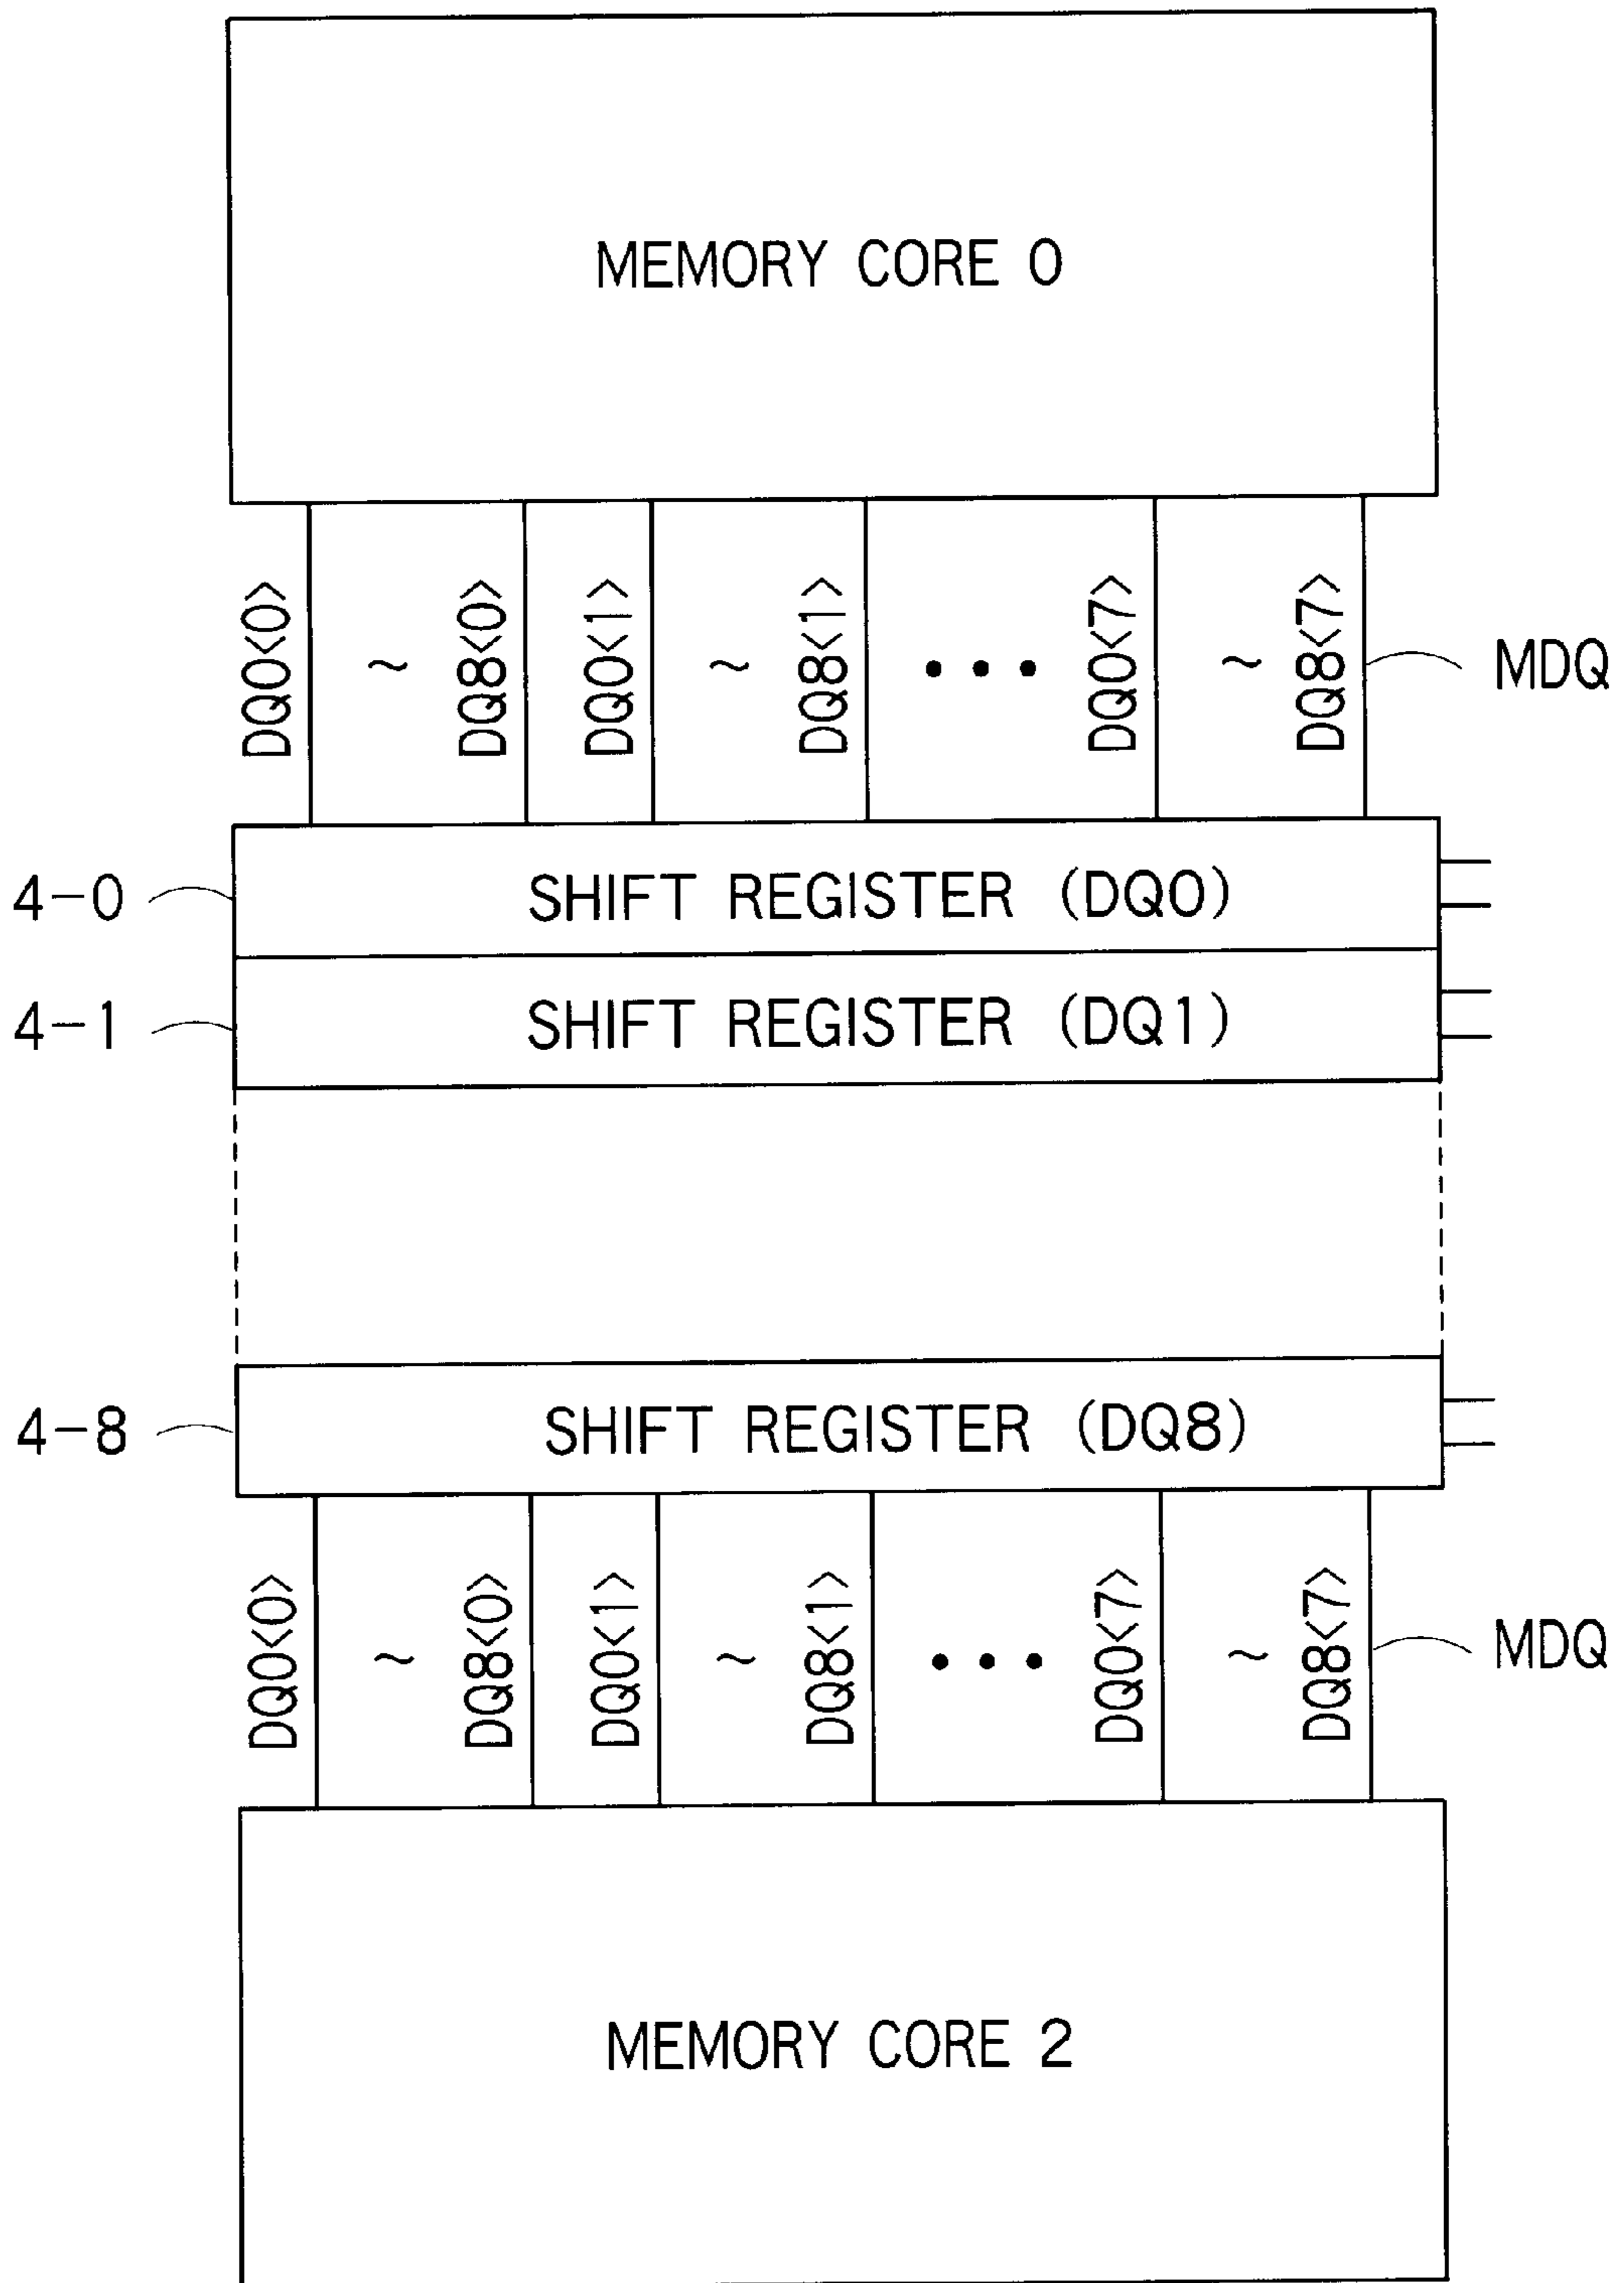 MEMORY CORE 0
DQ0<0>
~
DQ8<0>
DQ0<1>
~
DQ8<1>
• • •
DQ0<7>
~
DQ8<7>
MDQ
4-0
SHIFT REGISTER (DQ0)
4-1
SHIFT REGISTER (DQ1)
4-8
SHIFT REGISTER (DQ8)
DQ0<0>
~
DQ8<0>
DQ0<1>
~
DQ8<1>
• • •
DQ0<7>
~
DQ8<7>
MDQ
MEMORY CORE 2